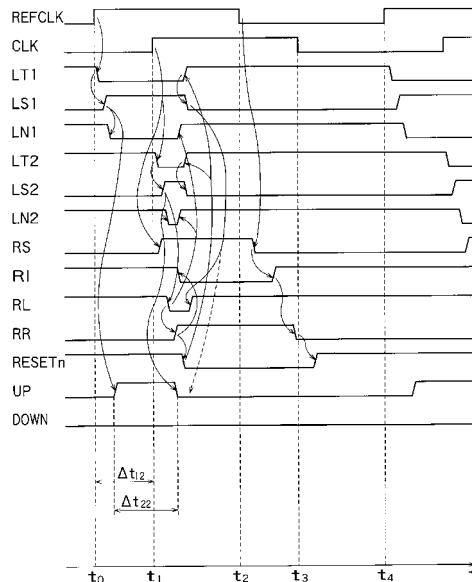 REFCLK
CLK
LT1
LS1
LN1
LT2
LS2
LN2
RS
RI
RL
RR
RESETn
UP
DOWN
Δt12
Δt22
t0 t1 t2 t3 t4